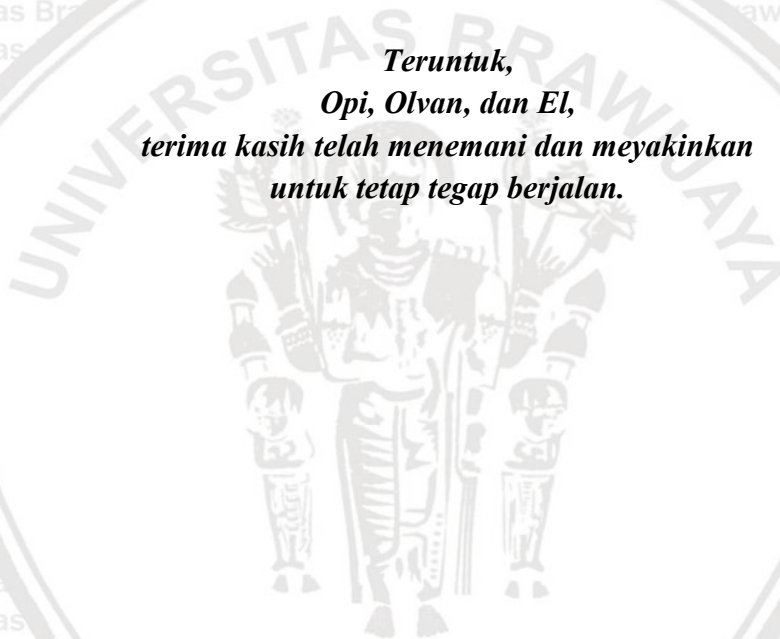 Teruntuk,
Opi, Olvan, dan El,
terima kasih telah menemani dan meyakinkan
untuk tetap tegap berjalan.
UNIVERSITAS BRAWIJAYA